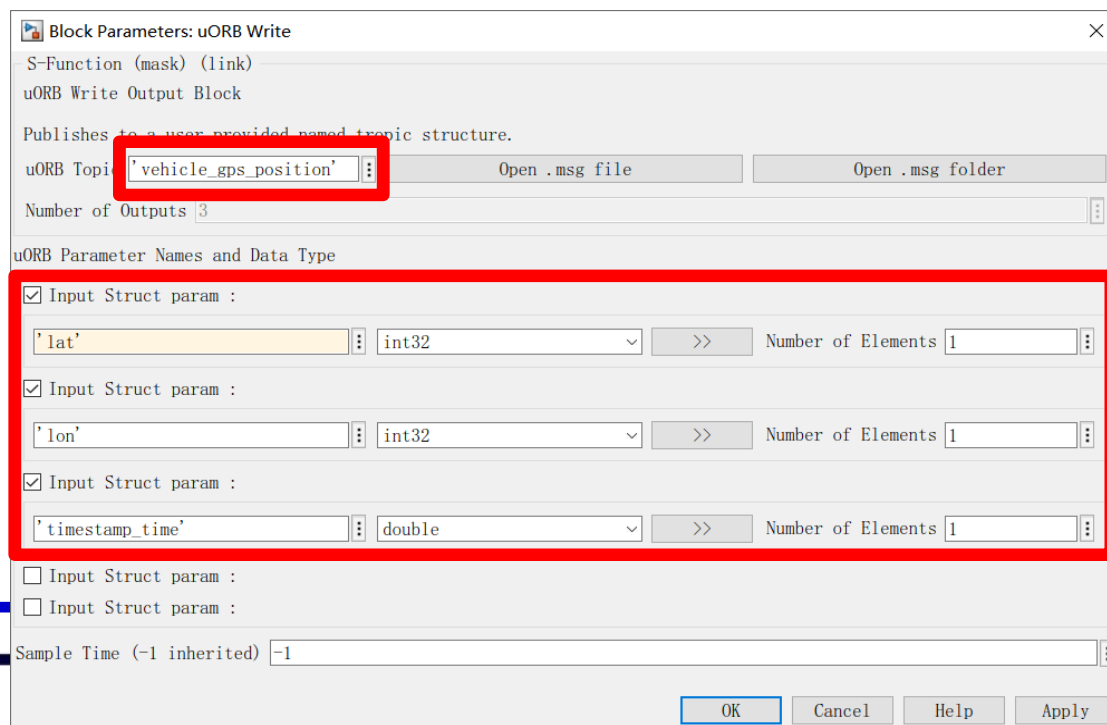 Block Parameters: uORB Write
S-Function (mask) (link)
uORB Write Output Block
Publishes to a user provided named tropic structure.
uORB Topic 'vehicle_gps_position' Open .msg file Open .msg folder
Number of Outputs 3
uORB Parameter Names and Data Type
Input Struct param :
'lat' int32 >> Number of Elements 1
Input Struct param :
'lon' int32 >> Number of Elements 1
Input Struct param :
'timestamp_time' double >> Number of Elements 1
Input Struct param :
Input Struct param :
Sample Time (-1 inherited) -1
OK Cancel Help Apply